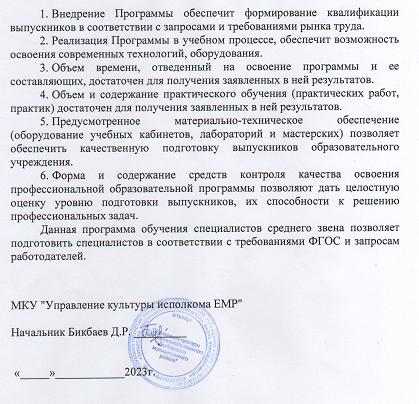 1. Внедрение Программы обеспечит формирование квалификации
выпускников в соответствии с запросами и требованиями рынка труда.
2. Реализация Программы в учебном процессе, обеспечит возможность
освоения современных технологий, оборудования.
3. Объем времени, отведенный на освоение программы и ее
составляющих, достаточен для получения заявленных в ней результатов.
4. Объем и содержание практического обучения (практических работ,
практик) достаточен для получения заявленных в ней результатов.
5. Предусмотренное материально-техническое обеспечение
(оборудование учебных кабинетов, лабораторий и мастерских) позволяет
обеспечить качественную подготовку выпускников образовательного
учреждения.
6. Форма и содержание средств контроля качества освоения
профессиональной образовательной программы позволяют дать целостную
оценку уровню подготовки выпускников, их способности к решению
профессиональных задач.
Данная программа обучения специалистов среднего звена позволяет
подготовить специалистов в соответствии с требованиями ФГОС и запросам
работодателей.
МКУ "Управление культуры исполкома ЕМР"
Начальник Бикбаев Д.Р.
«_____»____________2023г.